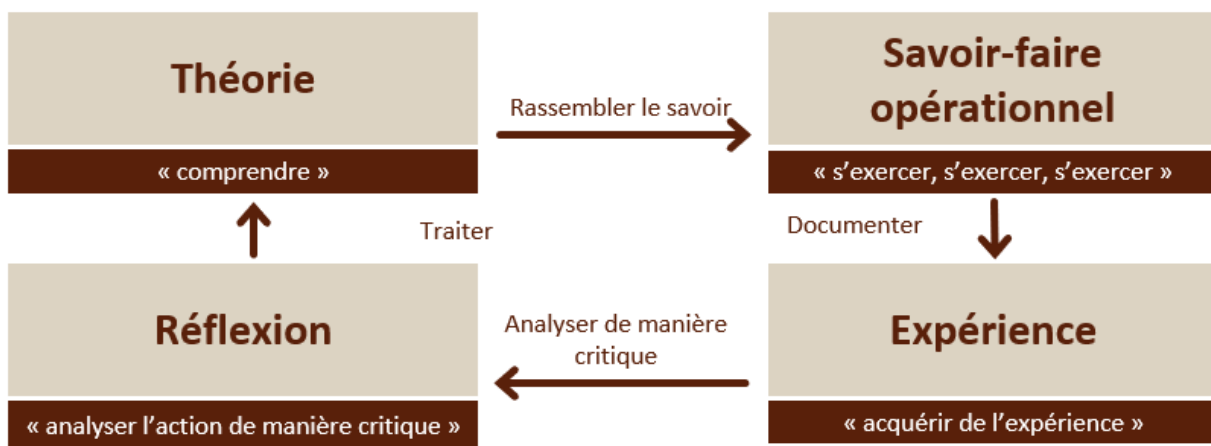 Théorie
« comprendre »
Rassembler le savoir
Savoir-faire
opérationnel
« s’exercer, s’exercer, s’exercer »
Traiter
Documenter
Réflexion
« analyser l’action de manière critique »
Analyser de manière
critique
Expérience
« acquérir de l’expérience »